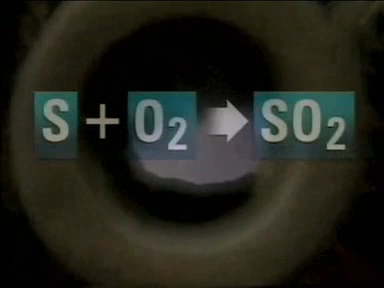 S + O₂ → SO₂